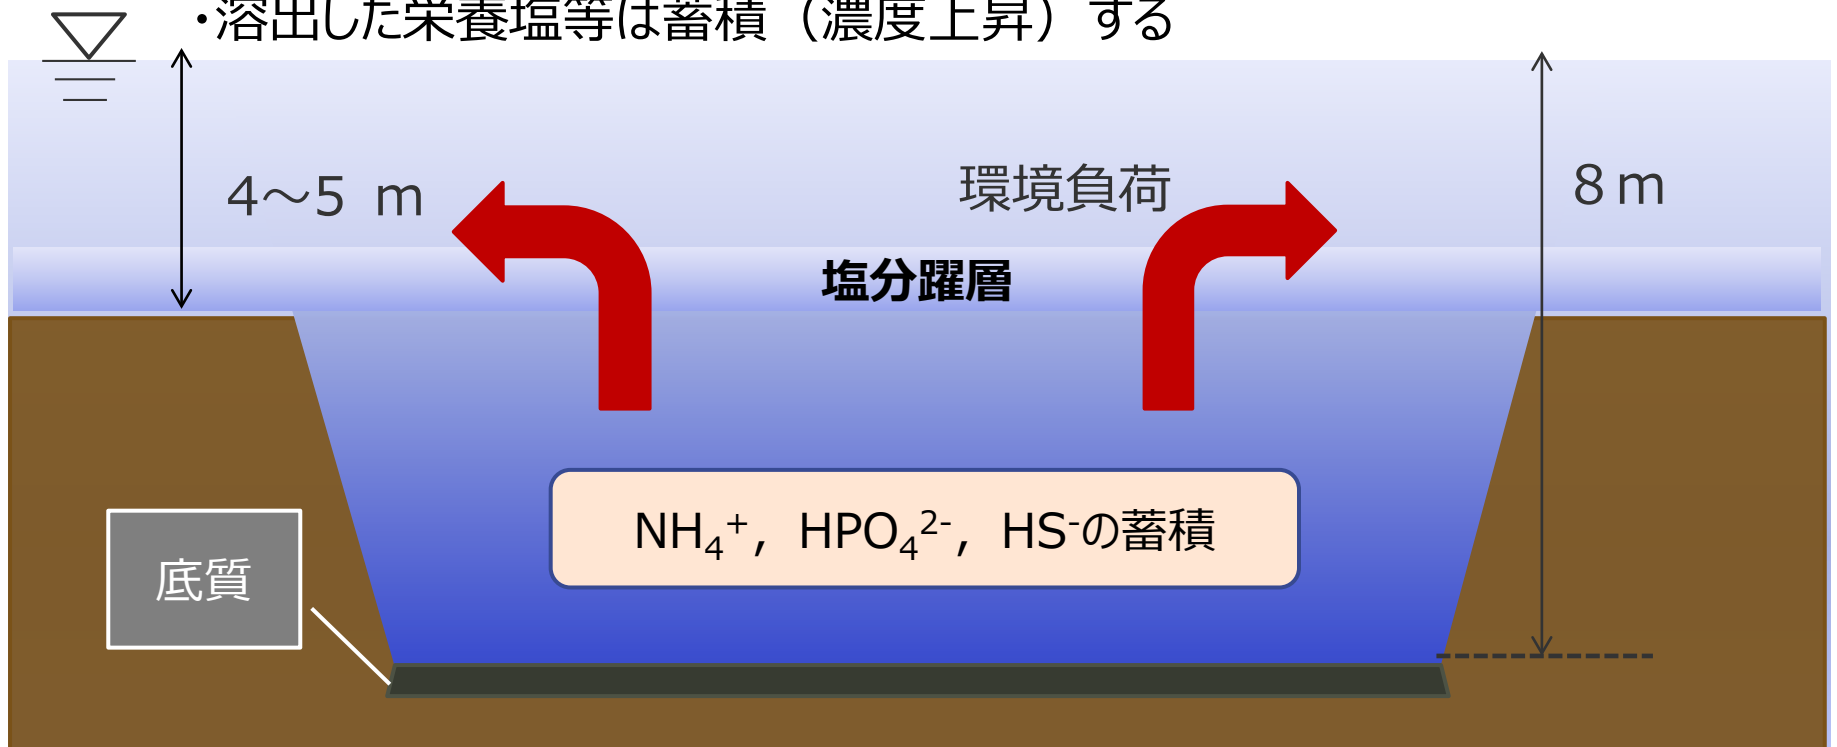 ・溶出した栄養塩等は蓄積（濃度上昇）する
4～5 m
環境負荷
8m
塩分躍層
NH₄⁺, HPO₄²⁻, HS⁻の蓄積
底質